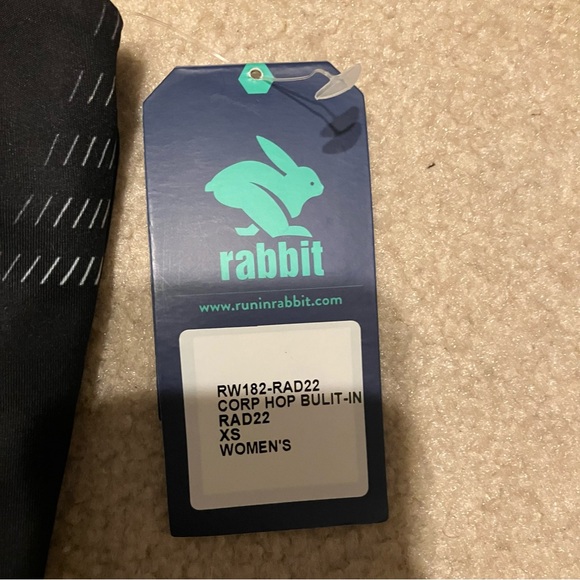 rabbit
www.runinrabbit.com
RW182-RAD22
CORP HOP BULIT-IN
RAD22
XS
WOMEN'S